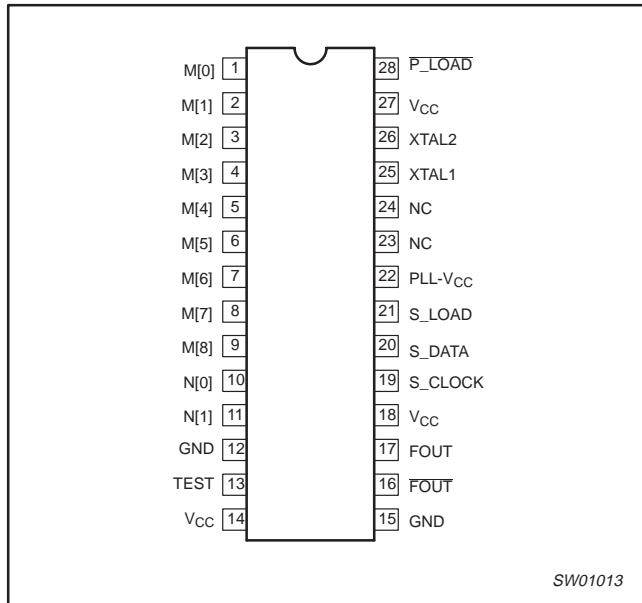 M[0] 1 28 P_LOAD
M[1] 2 27 VCC
M[2] 3 26 XTAL2
M[3] 4 25 XTAL1
M[4] 5 24 NC
M[5] 6 23 NC
M[6] 7 22 PLL-VCC
M[7] 8 21 S_LOAD
M[8] 9 20 S_DATA
N[0] 10 19 S_CLOCK
N[1] 11 18 VCC
GND 12 17 FOUT
TEST 13 16 FOUT
VCC 14 15 GND
SW01013